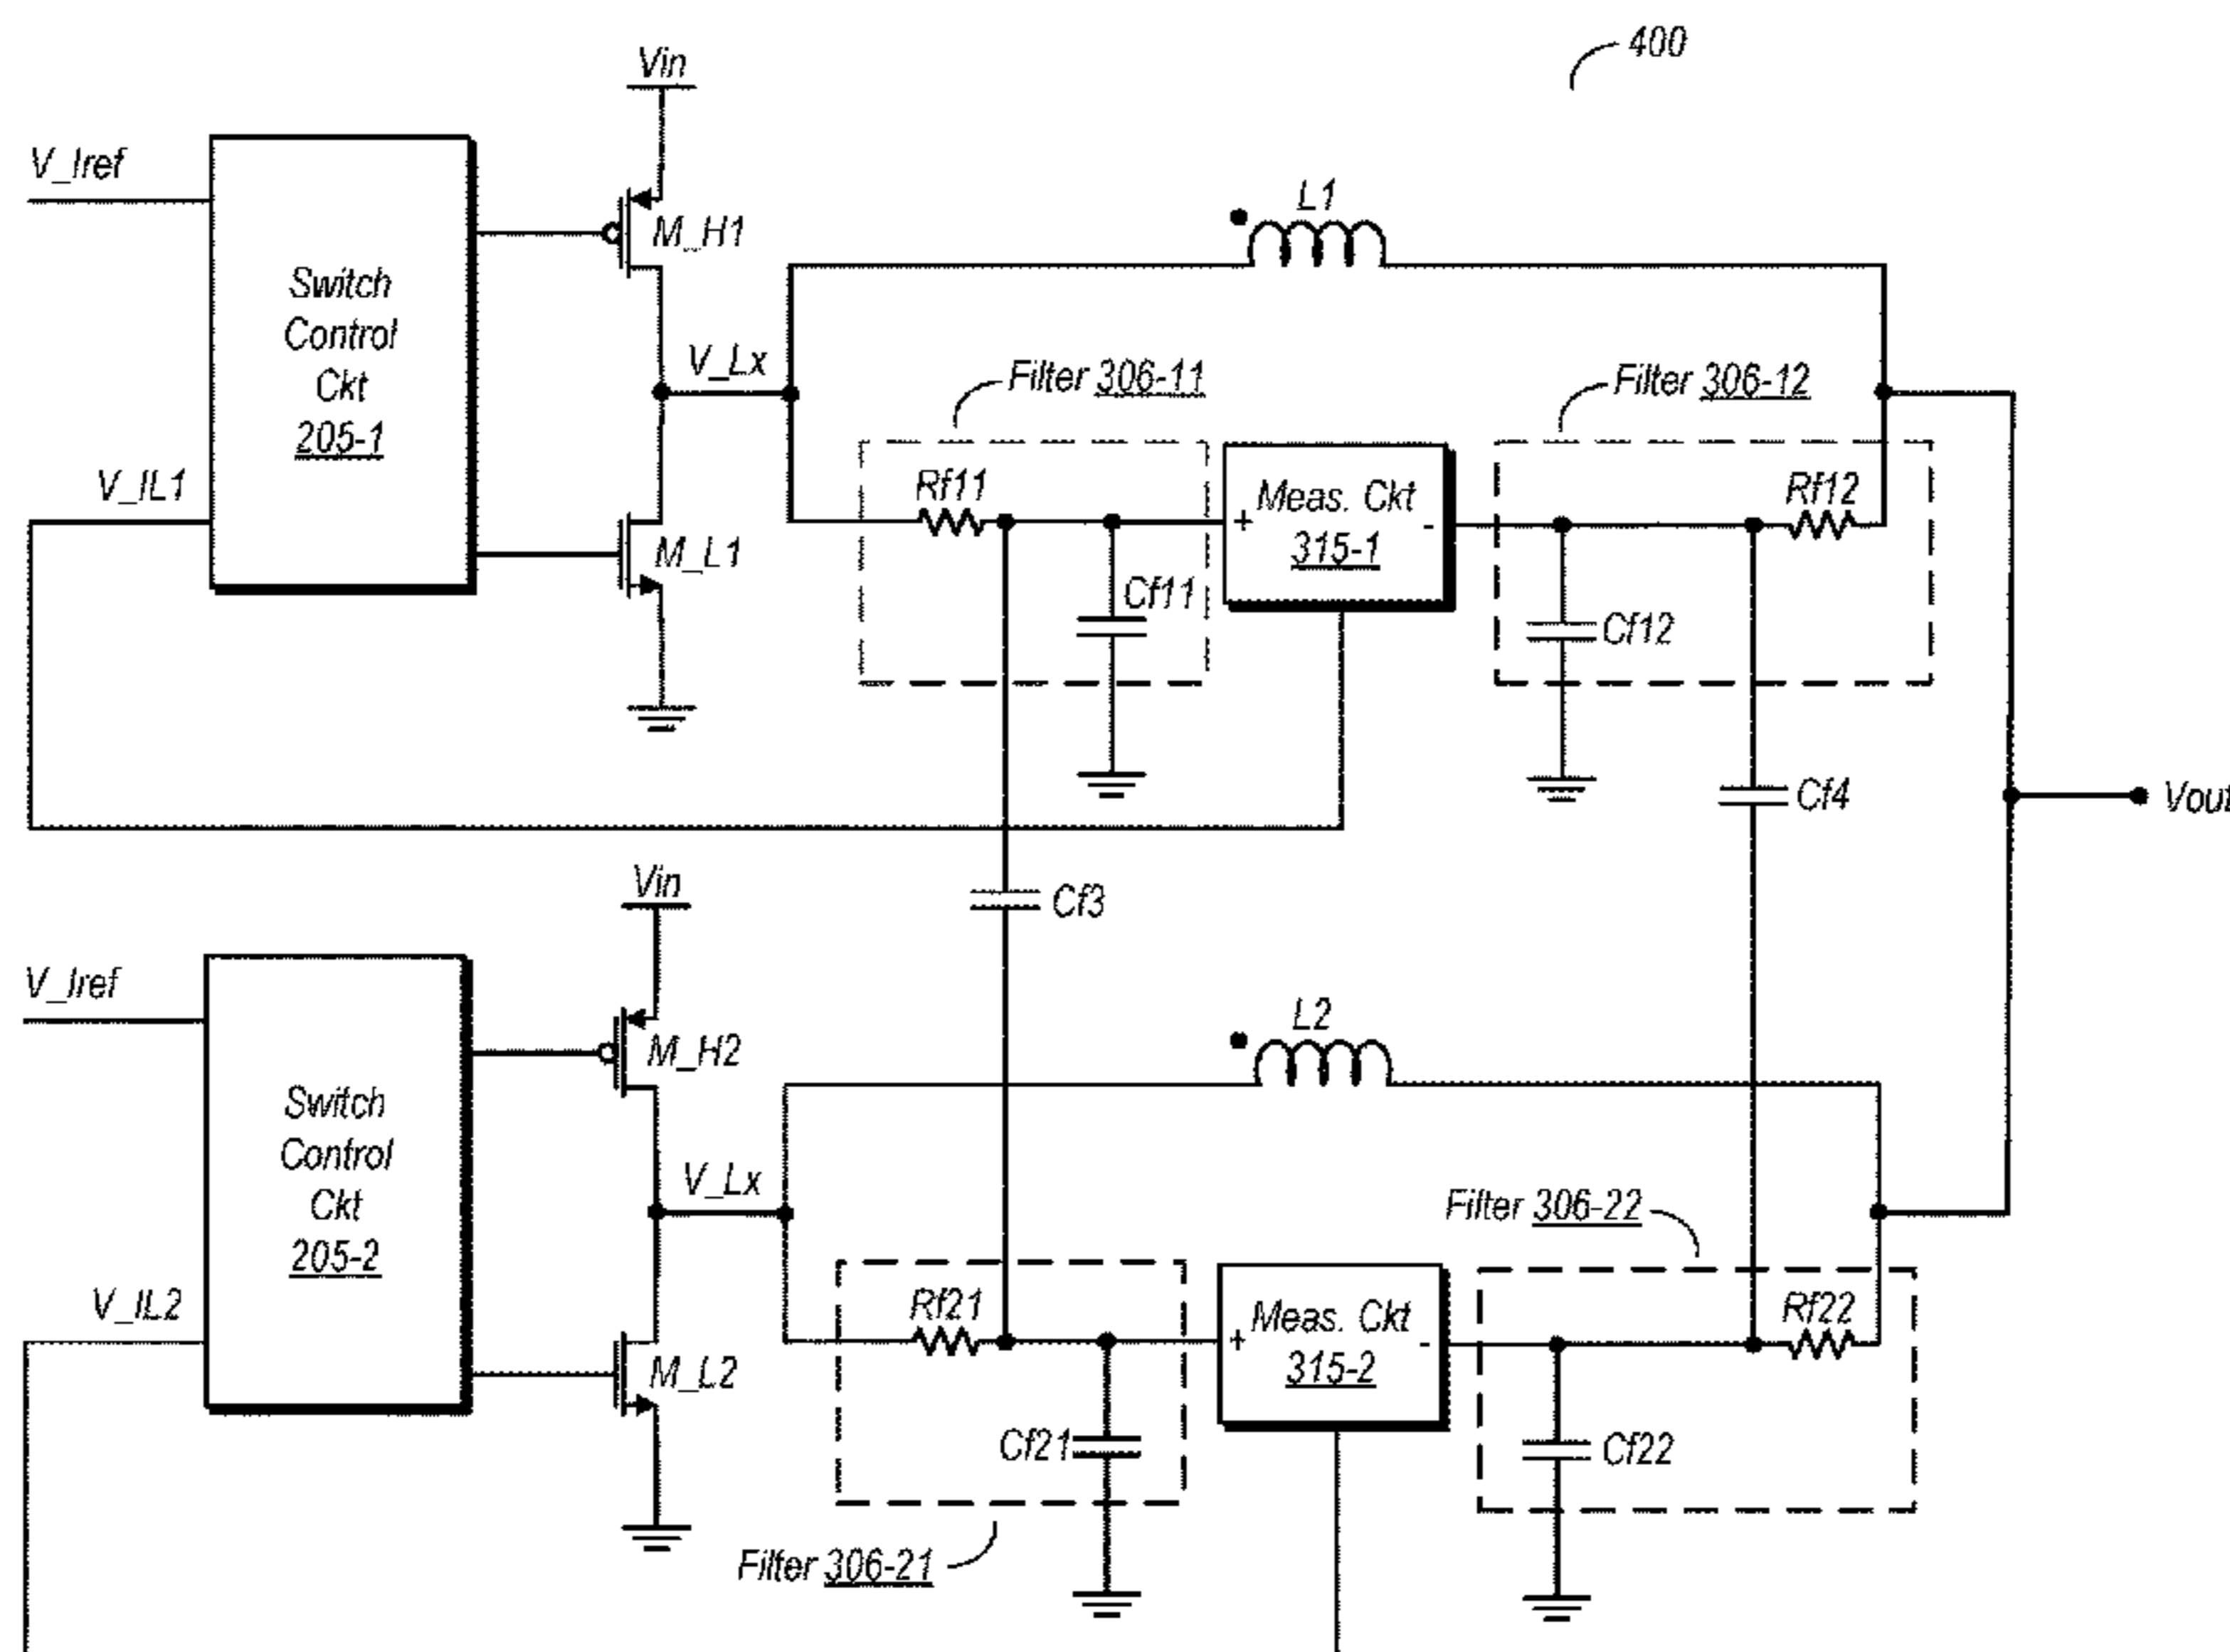 400
Vin
V_Iref
L1
M_H1
Switch
Control
Ckt
205-1
V_Lx
Filter 306-11
Filter 306-12
V_IL1
Rf11
Meas. Ckt
315-1
+
-
Rf12
M_L1
Cf11
Cf12
Cf4
Vout
Vin
Cf3
V_Iref
L2
M_H2
Switch
Control
Ckt
205-2
V_Lx
Filter 306-22
V_IL2
Rf21
Meas. Ckt
315-2
+
-
Rf22
M_L2
Cf21
Cf22
Filter 306-21